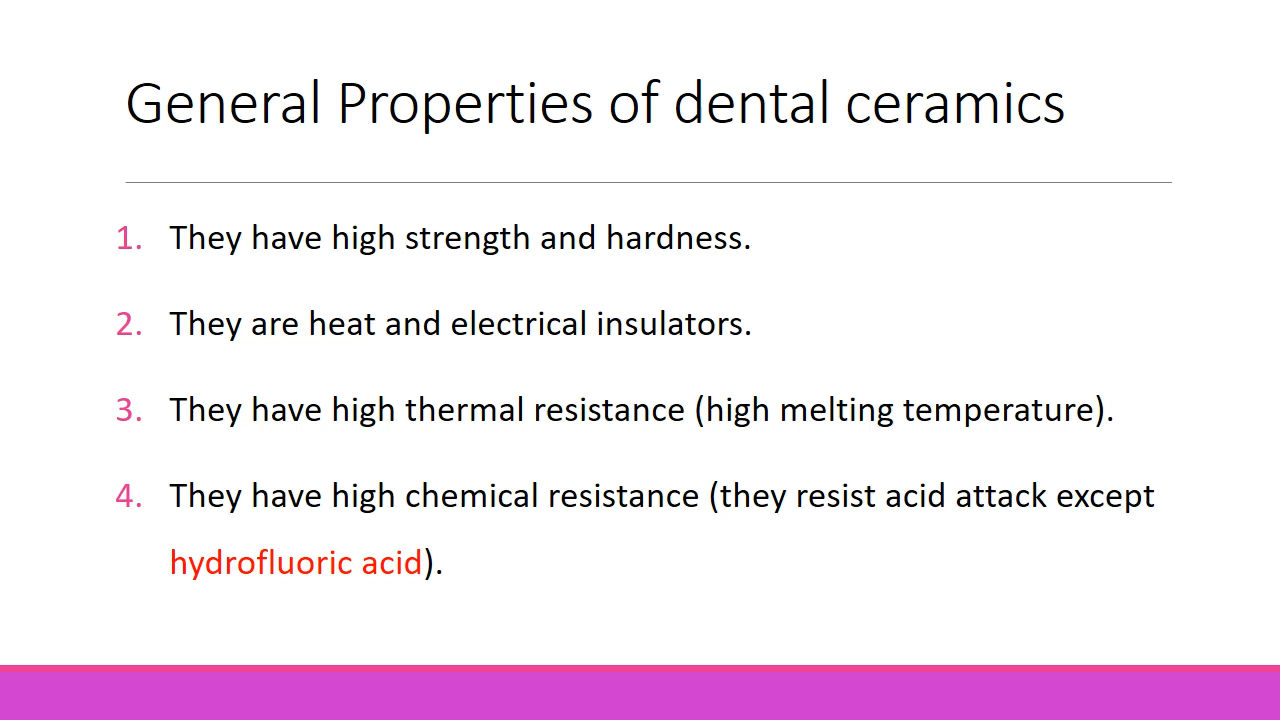 General Properties of dental ceramics
1. They have high strength and hardness.
2. They are heat and electrical insulators.
3. They have high thermal resistance (high melting temperature).
4. They have high chemical resistance (they resist acid attack except
hydrofluoric acid).